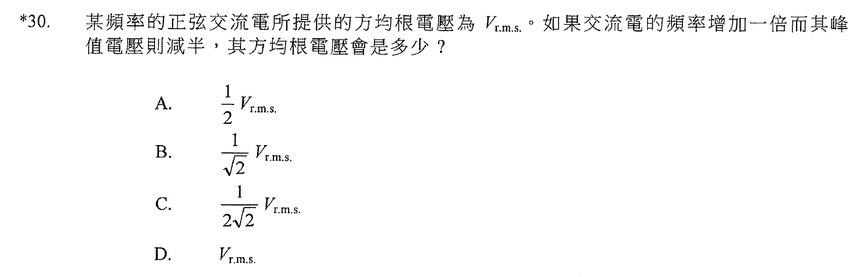 *30. 某頻率的正弦交流電所提供的方均根電壓為 Vr.m.s.。如果交流電的頻率增加一倍而其峰
值電壓則減半，其方均根電壓會是多少？
A. 1/2 Vr.m.s.
B. 1/√2 Vr.m.s.
C. 1/2√2 Vr.m.s.
D. Vr.m.s.